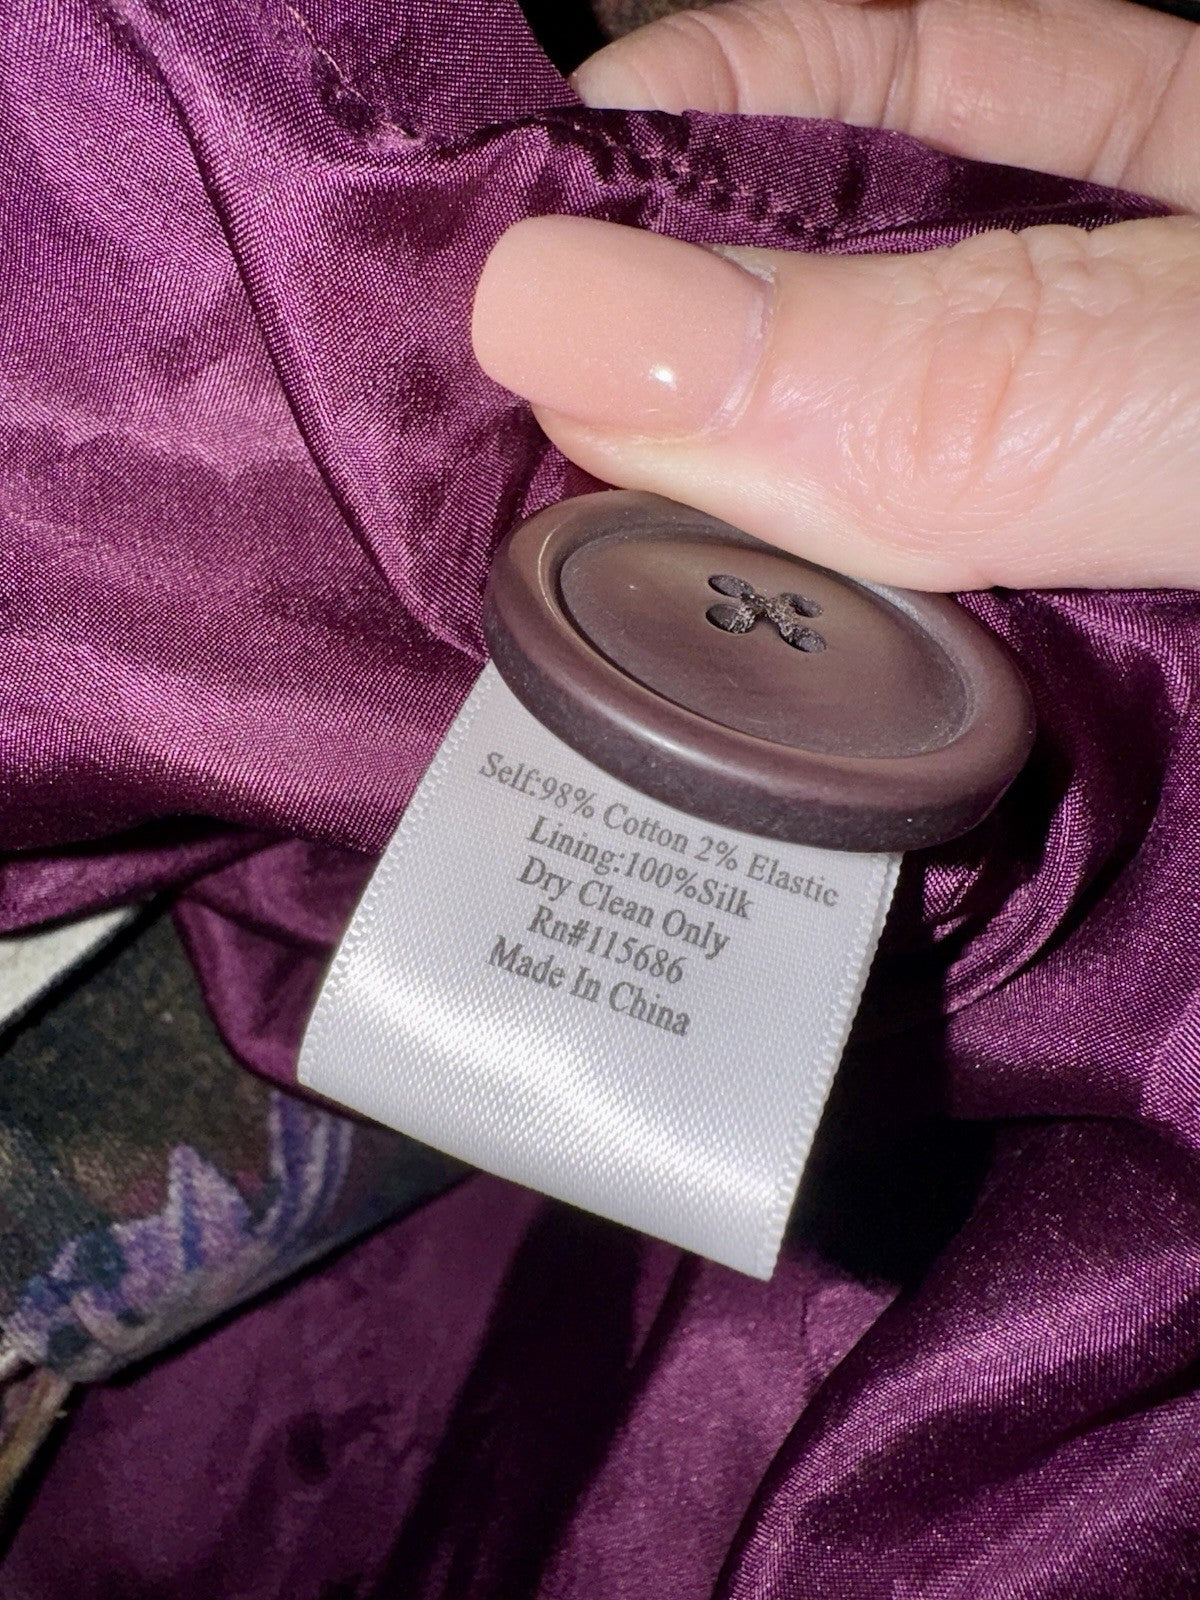 Self:98% Cotton 2% Elastic
Lining:100%Silk
Dry Clean Only
Rn#115686
Made In China